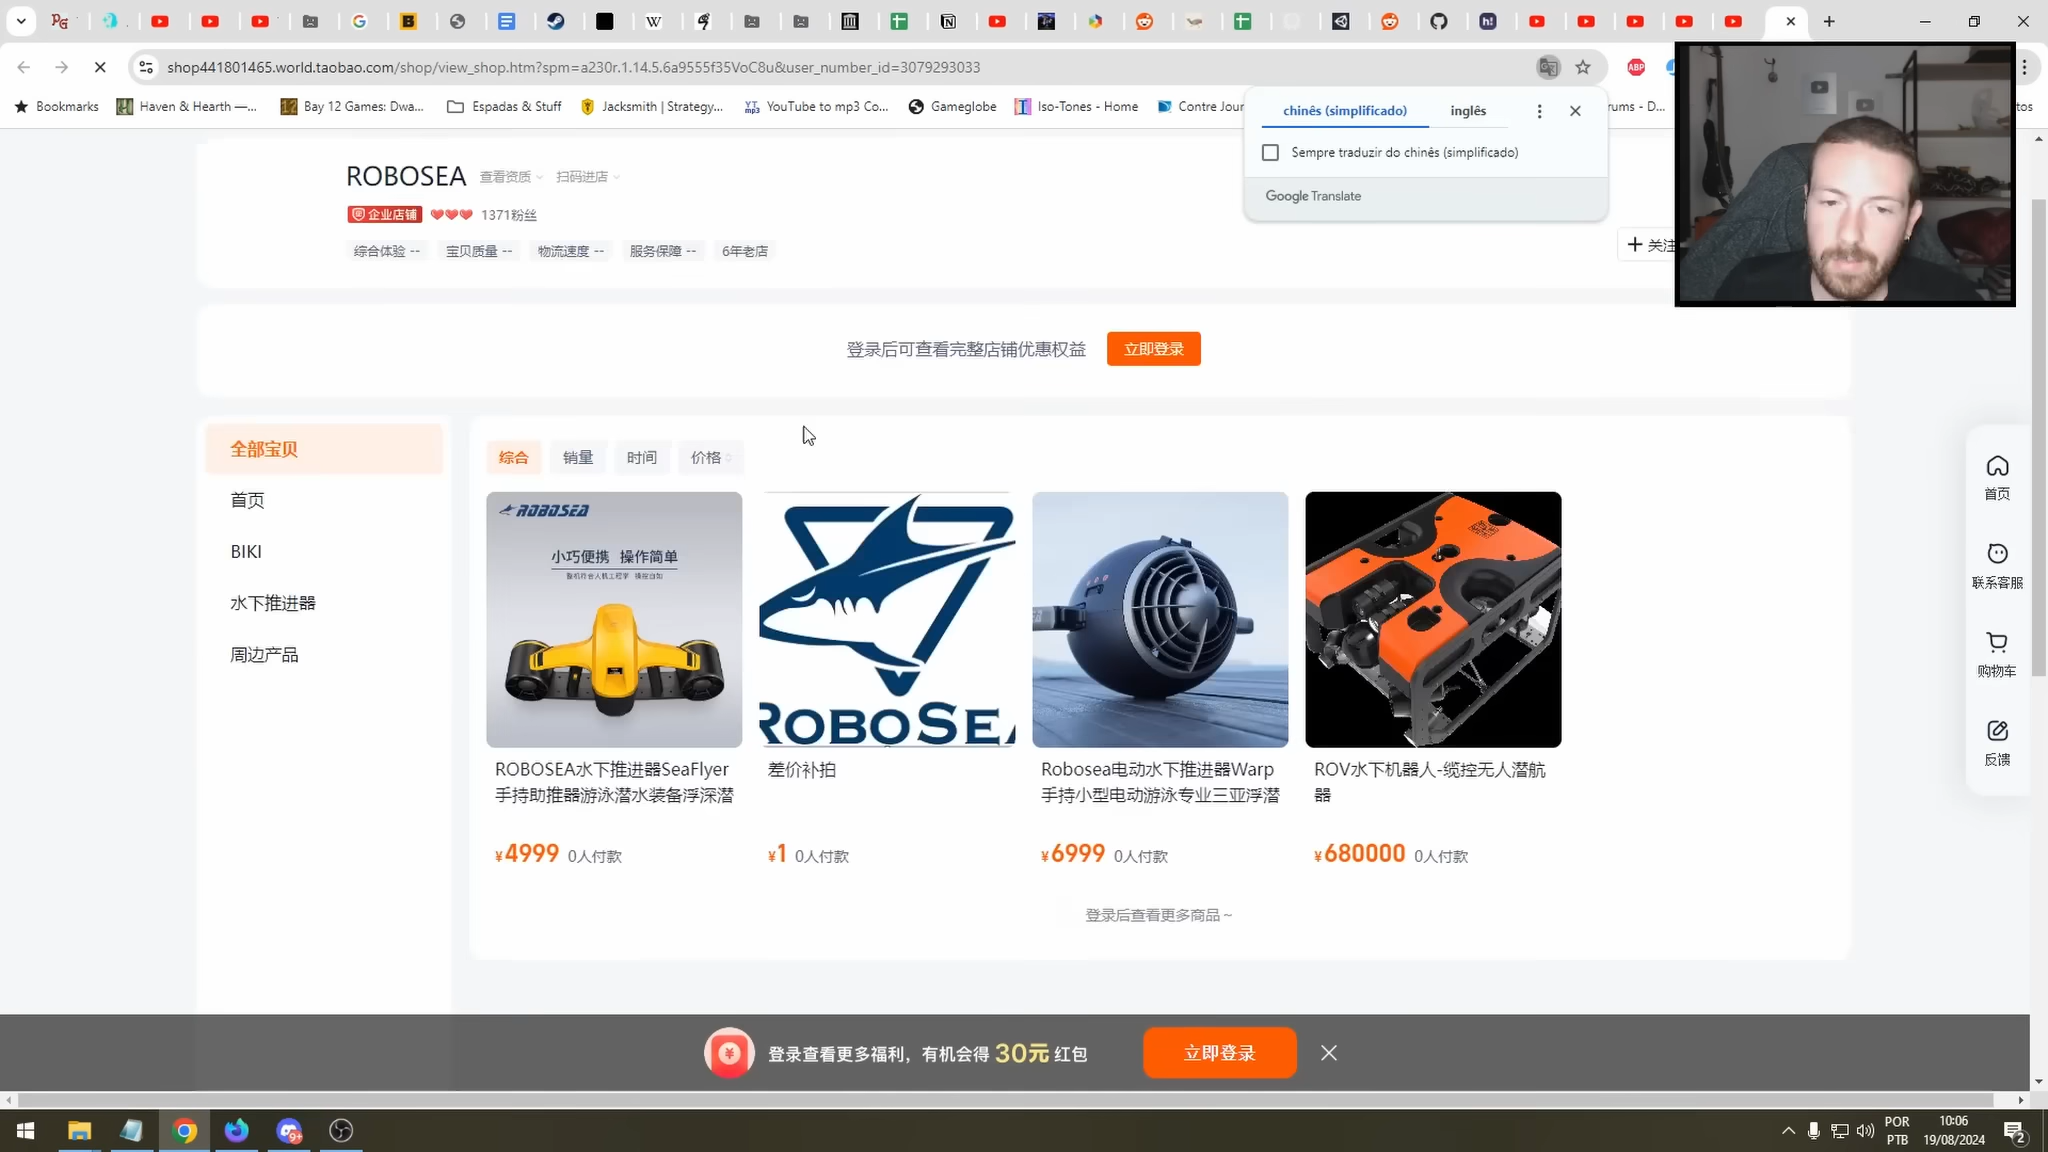 shop441801465.world.taobao.com/shop/view_shop.htm?spm=a230r.1.14.5.6a9555f35VoC8u&user_number_id=3079293033
ABP
Bookmarks
Haven & Hearth —...
Bay 12 Games: Dwa...
Espadas & Stuff
Jacksmith | Strategy...
YouTube to mp3 Co...
Gameglobe
Iso-Tones - Home
Contre Jour
rums - D...
tos
chinês (simplificado)
inglês
Sempre traduzir do chinês (simplificado)
Google Translate
ROBOSEA
查看资质
扫码进店
企业店铺
1371粉丝
综合体验 --
宝贝质量 --
物流速度 --
服务保障 --
6年老店
关注
登录后可查看完整店铺优惠权益
立即登录
全部宝贝
首页
BIKI
水下推进器
周边产品
综合
销量
时间
价格
ROBOSEA
小巧便携 操作简单
ROBOSEA
ROBOSEA水下推进器SeaFlyer
手持助推器游泳潜水装备浮深潜
¥4999 0人付款
差价补拍
¥1 0人付款
Robosea电动水下推进器Warp
手持小型电动游泳专业三亚浮潜
¥6999 0人付款
ROV水下机器人-缆控无人潜航
器
¥680000 0人付款
登录后查看更多商品~
首页
联系客服
购物车
反馈
登录查看更多福利，有机会得 30元 红包
立即登录
POR
PTB
10:06
19/08/2024
2